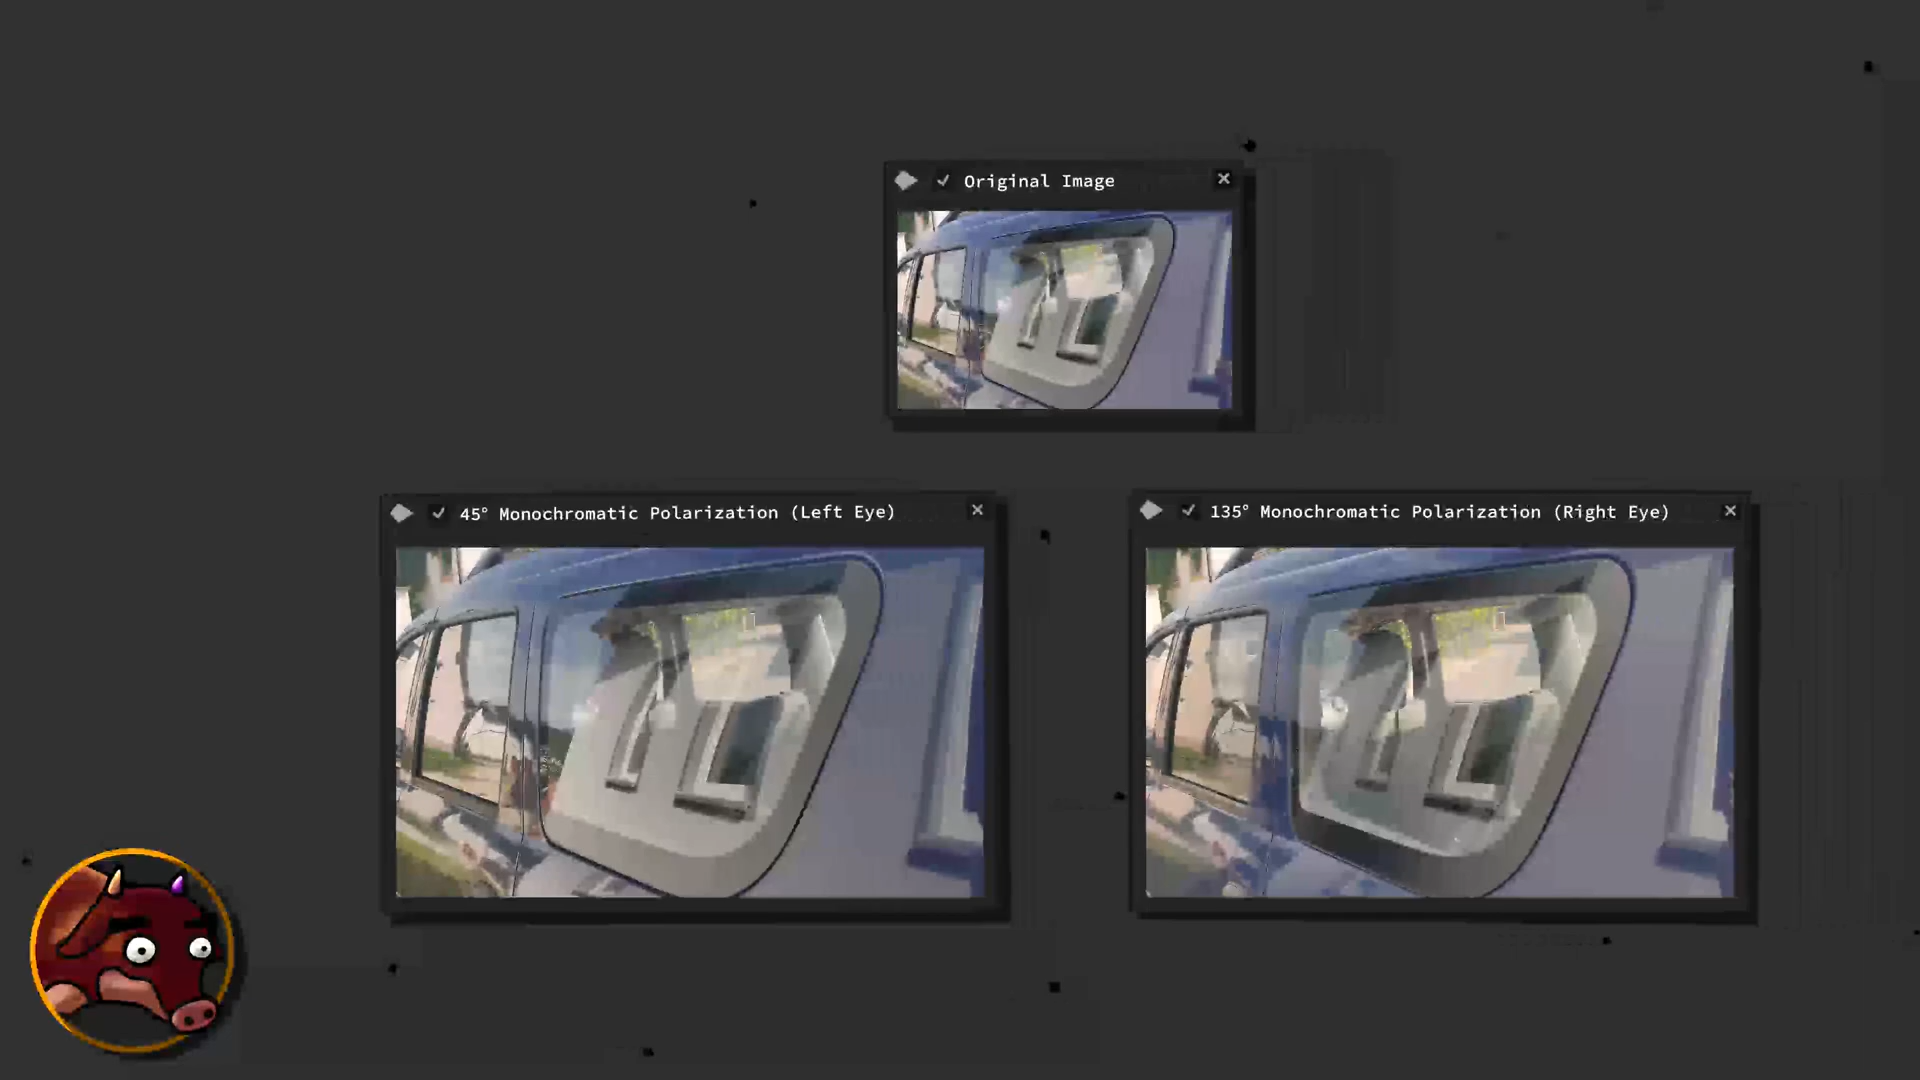 Original Image
45° Monochromatic Polarization (Left Eye)
135° Monochromatic Polarization (Right Eye)